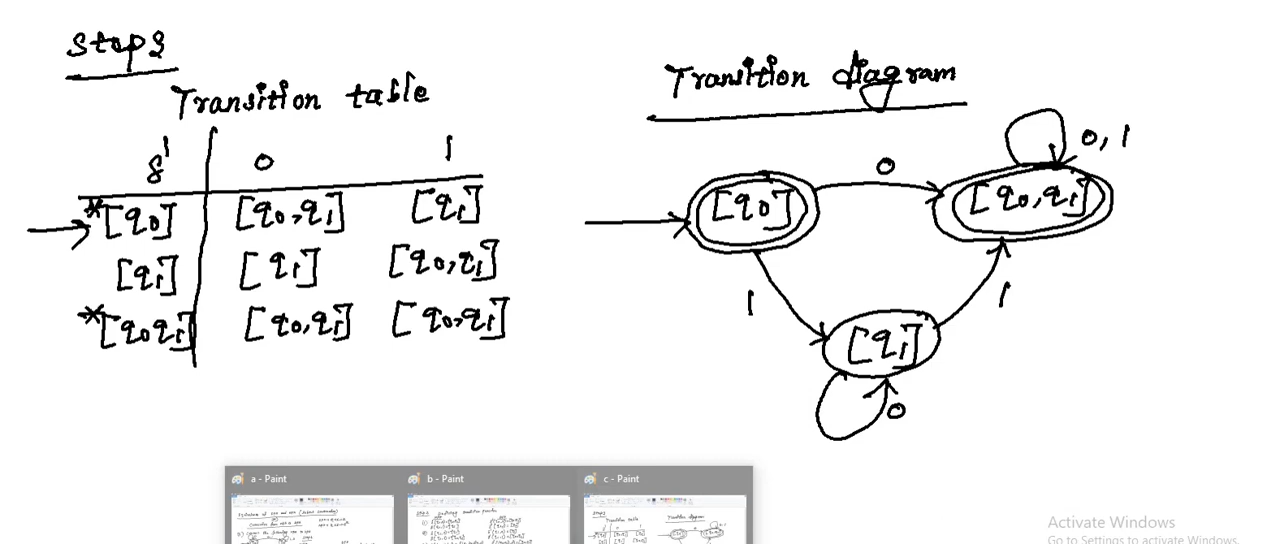 Step3
Transition table
δ' 0 1
→ *[q0] [q0,q1] [q1]
[q1] [q1] [q0,q1]
*[q0q1] [q0,q1] [q0,q1]
Transition diagram
0, 1
0
[q0]
[q0,q1]
1
1
[q1]
0
a - Paint
b - Paint
c - Paint
Activate Windows
Go to Settings to activate Windows.